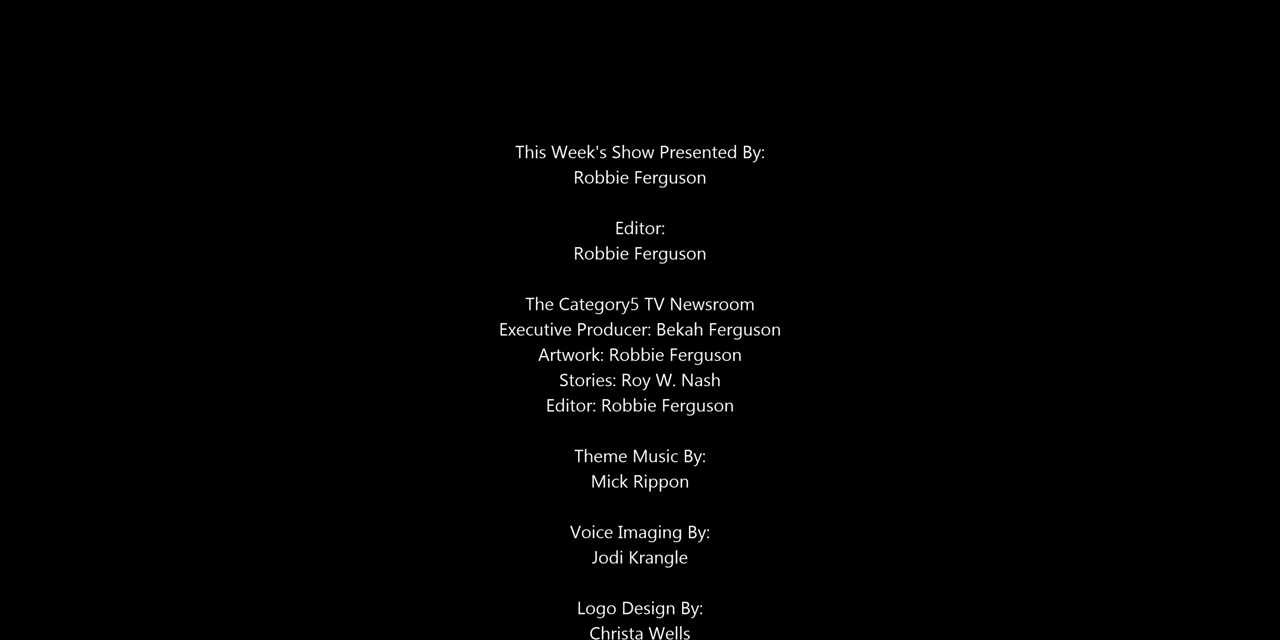 This Week's Show Presented By:
Robbie Ferguson
Editor:
Robbie Ferguson
The Category5 TV Newsroom
Executive Producer: Bekah Ferguson
Artwork: Robbie Ferguson
Stories: Roy W. Nash
Editor: Robbie Ferguson
Theme Music By:
Mick Rippon
Voice Imaging By:
Jodi Krangle
Logo Design By:
Christa Wells